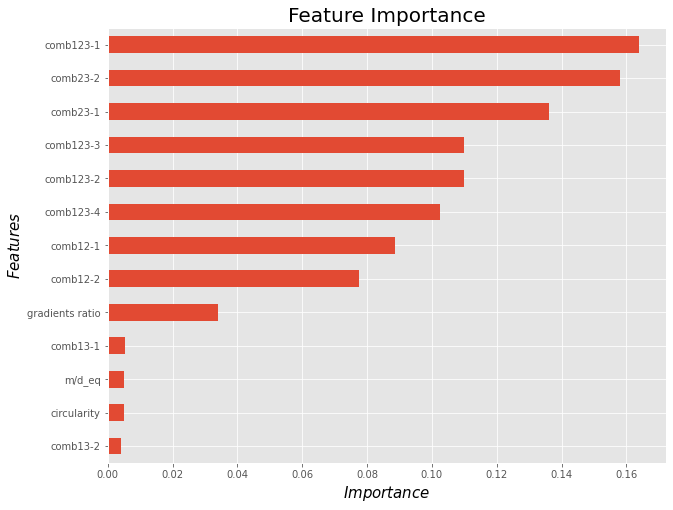 Feature Importance
comb123-1
comb23-2
comb23-1
comb123-3
comb123-2
comb123-4
comb12-1
comb12-2
gradients ratio
comb13-1
m/d_eq
circularity
comb13-2
Features
0.00 0.02 0.04 0.06 0.08 0.10 0.12 0.14 0.16
Importance